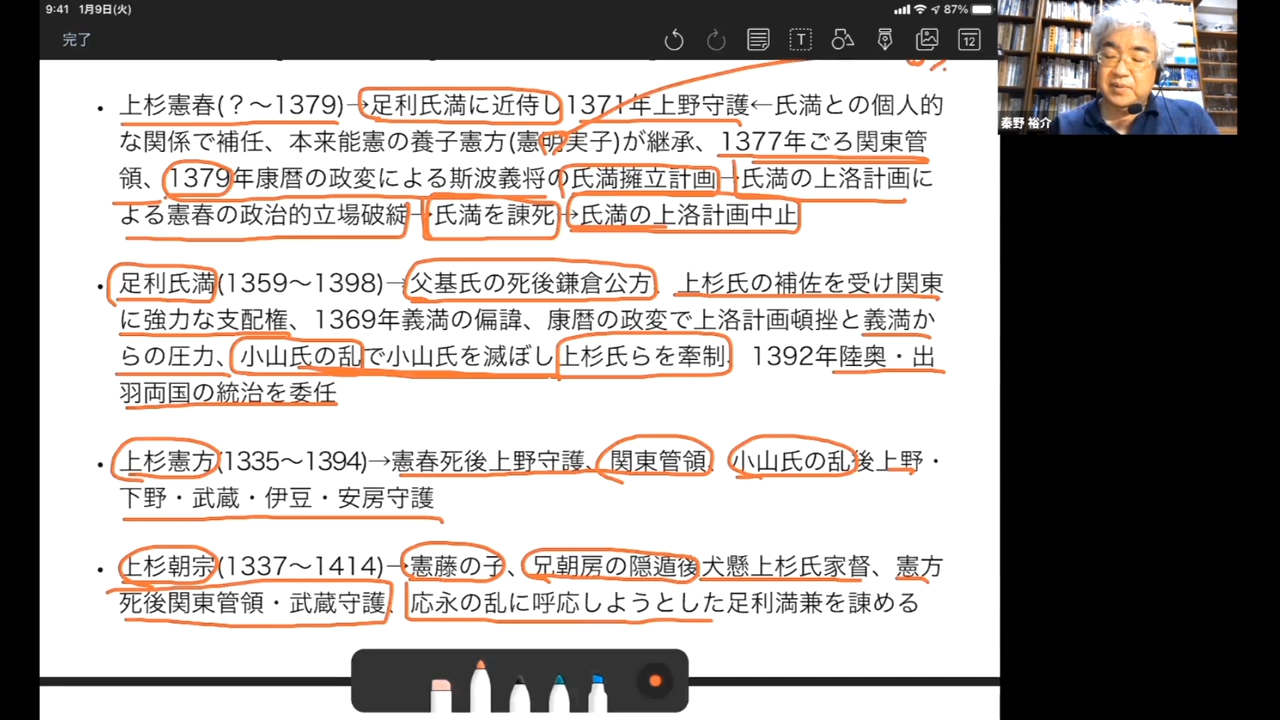 9:41 1月9日(火)
87%
完了
12
上杉憲春(？〜1379)→足利氏満に近侍し1371年上野守護←氏満との個人的
な関係で補任、本来能憲の養子憲方(憲明実子)が継承、1377年ごろ関東管
領、1379年康暦の政変による斯波義将の氏満擁立計画→氏満の上洛計画に
よる憲春の政治的立場破綻→氏満を諌死→氏満の上洛計画中止
足利氏満(1359〜1398)→父基氏の死後鎌倉公方、上杉氏の補佐を受け関東
に強力な支配権、1369年義満の偏諱、康暦の政変で上洛計画頓挫と義満か
らの圧力、小山氏の乱で小山氏を滅ぼし上杉氏らを牽制、1392年陸奥・出
羽両国の統治を委任
上杉憲方(1335〜1394)→憲春死後上野守護、関東管領、小山氏の乱後上野・
下野・武蔵・伊豆・安房守護
上杉朝宗(1337〜1414)→憲藤の子、兄朝房の隠遁後犬懸上杉氏家督、憲方
死後関東管領・武蔵守護、応永の乱に呼応しようとした足利満兼を諌める
秦野 裕介